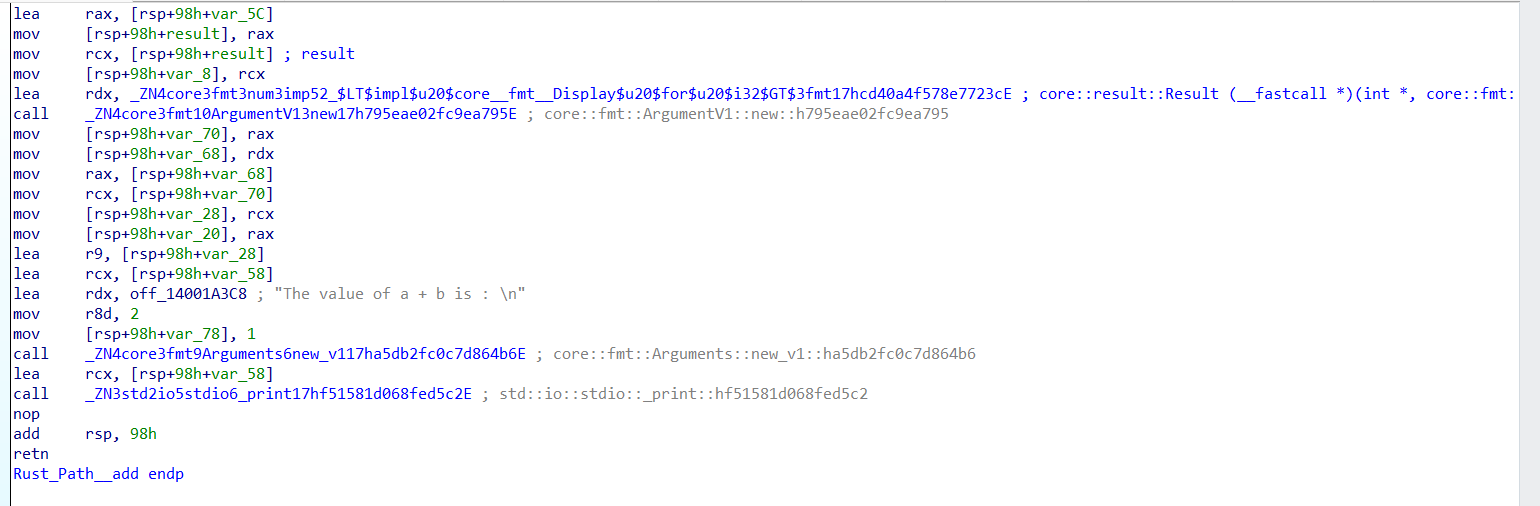 lea rax, [rsp+98h+var_5C]
mov [rsp+98h+result], rax
mov rcx, [rsp+98h+result] ; result
mov [rsp+98h+var_8], rcx
lea rdx, _ZN4core3fmt3num3imp52_$LT$impl$u20$core__fmt__Display$u20$for$u20$i32$GT$3fmt17hcd40a4f578e7723cE ; core::result::Result (__fastcall *)(int *, core::fmt:
call _ZN4core3fmt10ArgumentV13new17h795eae02fc9ea795E ; core::fmt::ArgumentV1::new::h795eae02fc9ea795
mov [rsp+98h+var_70], rax
mov [rsp+98h+var_68], rdx
mov rax, [rsp+98h+var_68]
mov rcx, [rsp+98h+var_70]
mov [rsp+98h+var_28], rcx
mov [rsp+98h+var_20], rax
lea r9, [rsp+98h+var_28]
lea rcx, [rsp+98h+var_58]
lea rdx, off_14001A3C8 ; "The value of a + b is : \n"
mov r8d, 2
mov [rsp+98h+var_78], 1
call _ZN4core3fmt9Arguments6new_v117ha5db2fc0c7d864b6E ; core::fmt::Arguments::new_v1::ha5db2fc0c7d864b6
lea rcx, [rsp+98h+var_58]
call _ZN3std2io5stdio6_print17hf51581d068fed5c2E ; std::io::stdio::_print::hf51581d068fed5c2
nop
add rsp, 98h
retn
Rust_Path__add endp